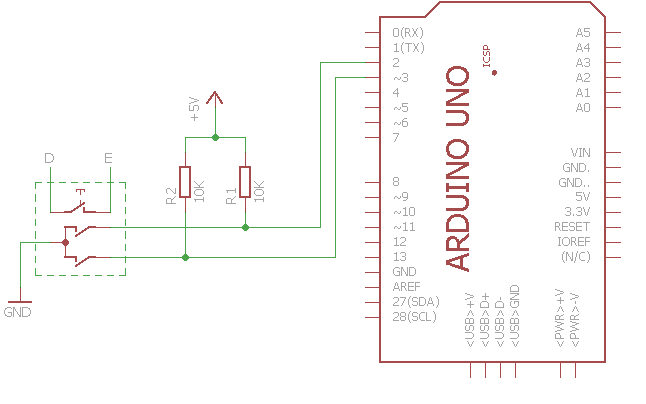 0(RX)
1(TX)
2
~3
4
~5
~6
7
8
~9
~10
~11
12
13
GND
AREF
27(SDA)
28(SCL)
ICSP
ARDUINO UNO
A5
A4
A3
A2
A1
A0
VIN
GND.
GND..
5V
3.3V
RESET
IOREF
(N/C)
<USB>+V
<USB>D+
<USB>D-
<USB>GND
<PWR>+V
<PWR>-V
+5V
R2
10K
R1
10K
D
E
GND